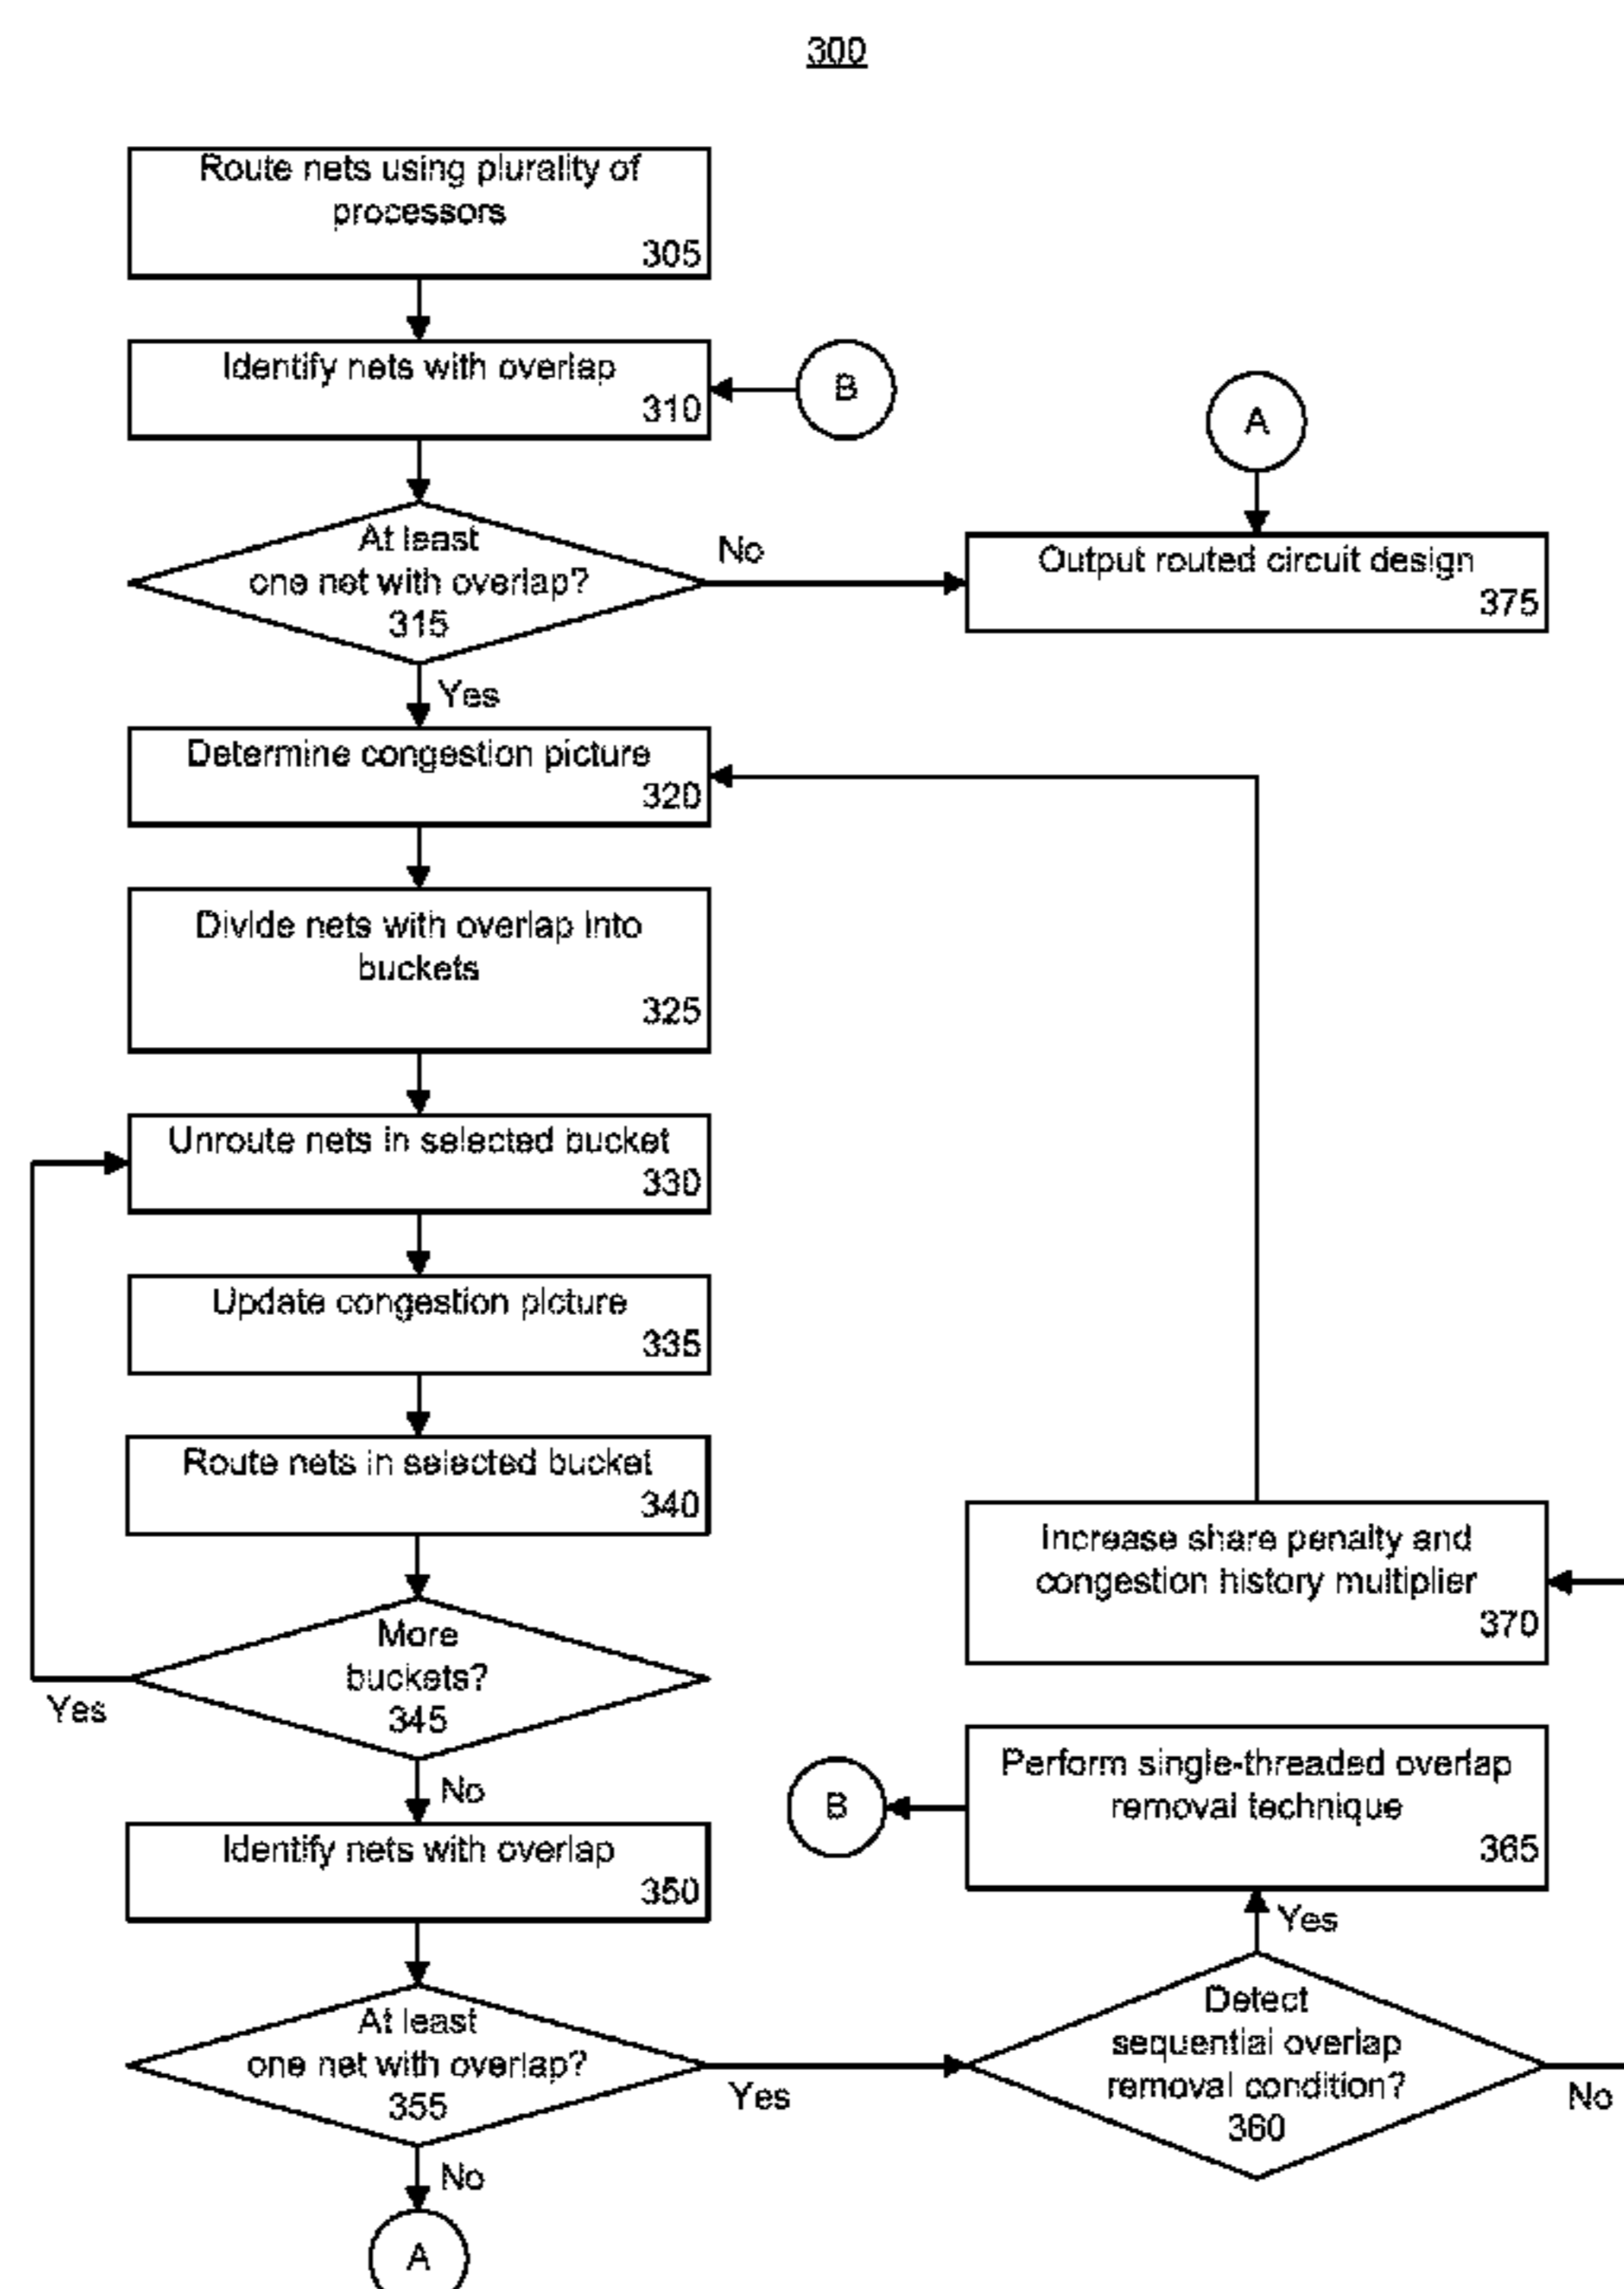 300
Route nets using plurality of
processors
305
Identify nets with overlap
310
B
A
At least
one net with overlap?
315
No
Output routed circuit design
375
Yes
Determine congestion picture
320
Divide nets with overlap into
buckets
325
Unroute nets in selected bucket
330
Update congestion picture
335
Route nets in selected bucket
340
Increase share penalty and
congestion history multiplier
370
More
buckets?
345
Yes
No
Perform single-threaded overlap
removal technique
365
B
Identify nets with overlap
350
Yes
At least
one net with overlap?
355
Yes
Detect
sequential overlap
removal condition?
360
No
No
A